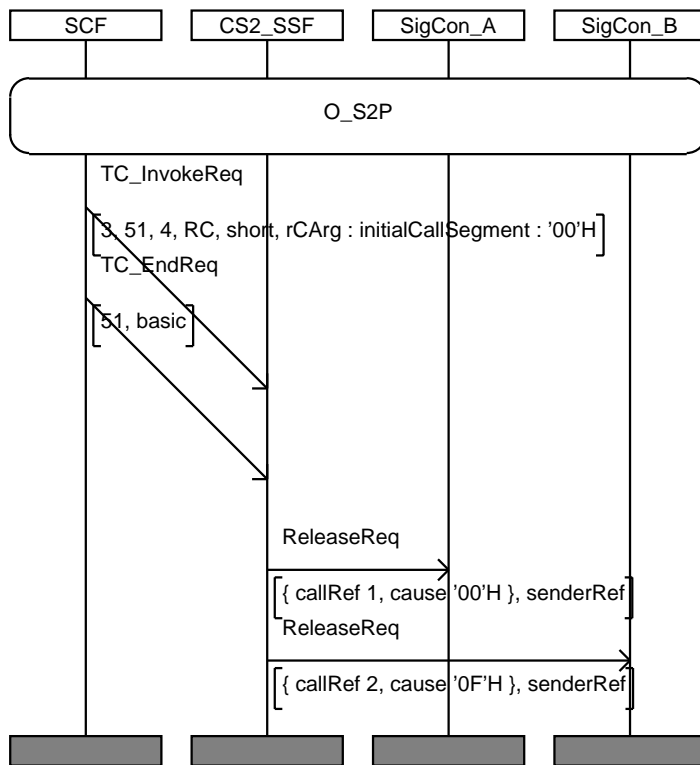 SCF CS2_SSF SigCon_A SigCon_B
O_S2P
TC_InvokeReq
3, 51, 4, RC, short, rCArg : initialCallSegment : '00'H
TC_EndReq
51, basic
ReleaseReq
{ callRef 1, cause '00'H }, senderRef
ReleaseReq
{ callRef 2, cause '0F'H }, senderRef